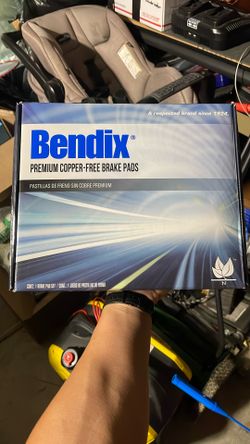 A respected brand since 1924.
Bendix®
PREMIUM COPPER-FREE BRAKE PADS
PASTILLAS DE FRENO SIN COBRE PREMIUM
N